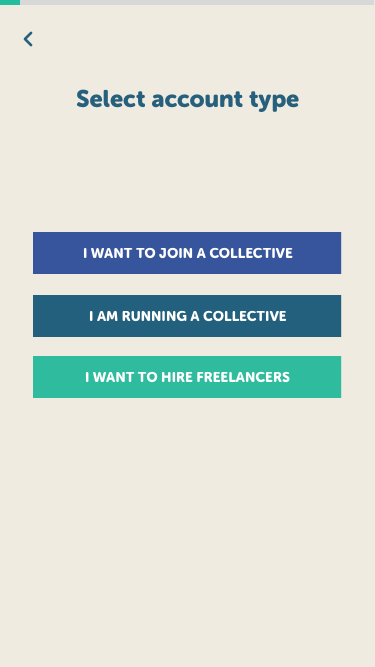 Select account type
I WANT TO JOIN A COLLECTIVE
I AM RUNNING A COLLECTIVE
I WANT TO HIRE FREELANCERS